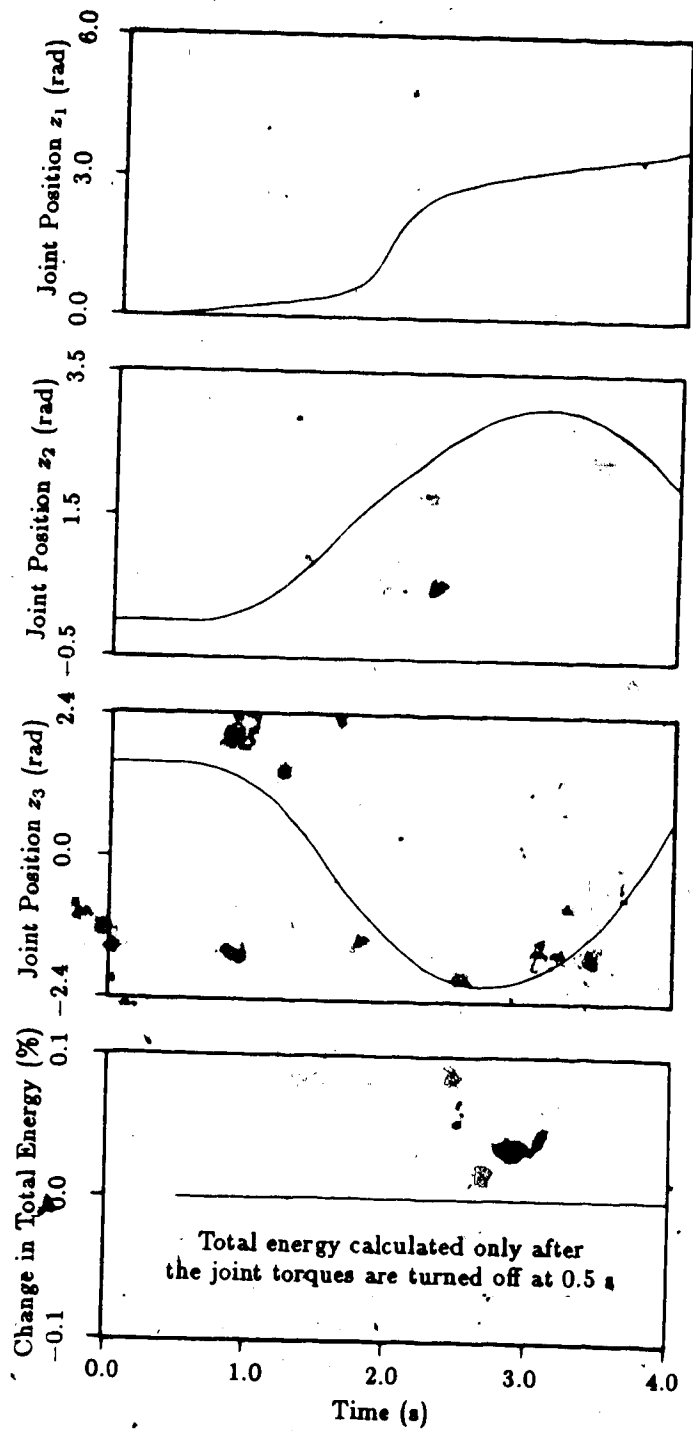 Joint Position z₁ (rad)
6.0
3.0
0.0
Joint Position z₂ (rad)
3.5
1.5
−0.5
Joint Position z₃ (rad)
2.4
0.0
−2.4
Change in Total Energy (%)
0.1
0.0
−0.1
Total energy calculated only after
the joint torques are turned off at 0.5 s
0.0 1.0 2.0 3.0 4.0
Time (s)